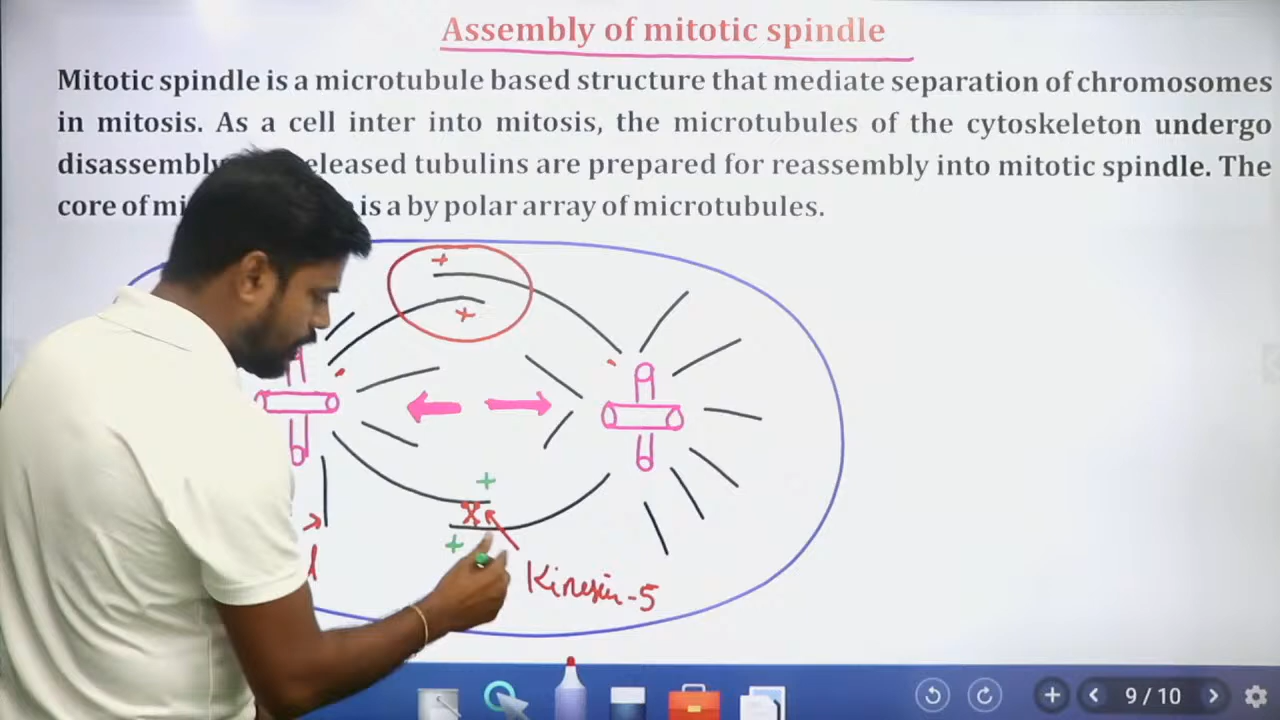 Assembly of mitotic spindle
Mitotic spindle is a microtubule based structure that mediate separation of chromosomes
in mitosis. As a cell inter into mitosis, the microtubules of the cytoskeleton undergo
disassembly eleased tubulins are prepared for reassembly into mitotic spindle. The
core of mi is a by polar array of microtubules.
+
+
+
X
+
Kinesin-5
9 / 10